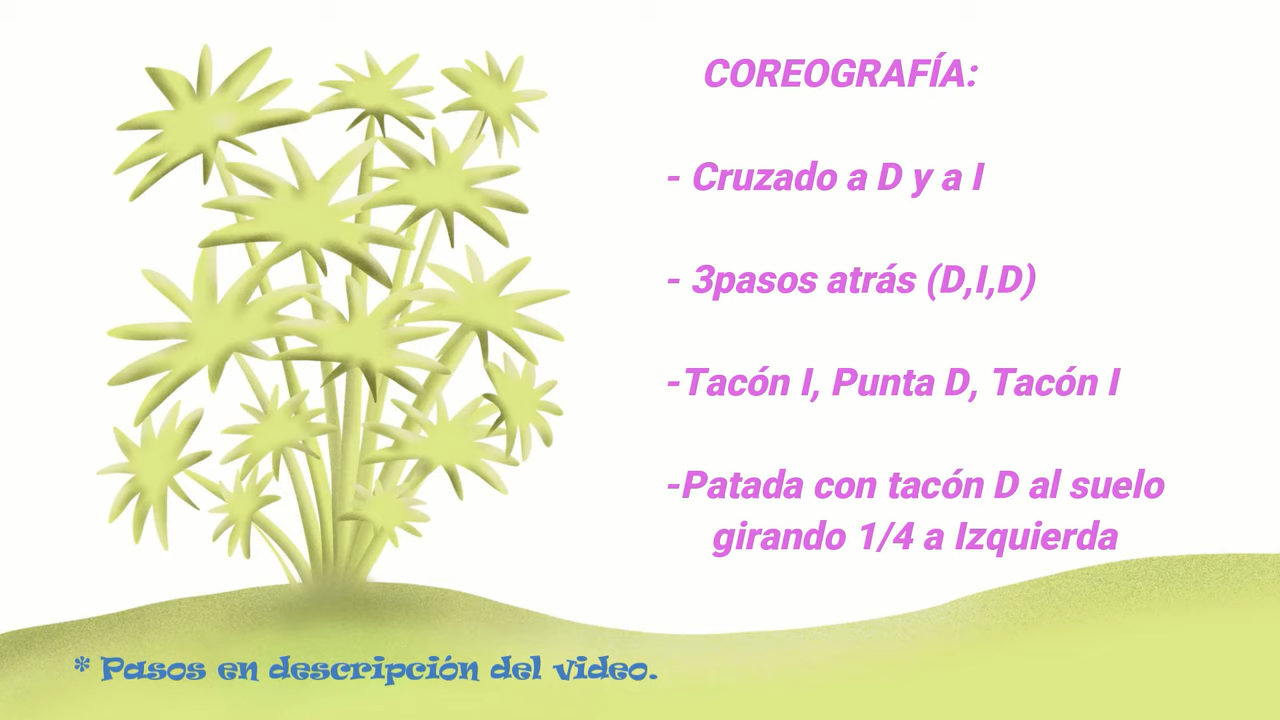 COREOGRAFÍA:
- Cruzado a D y a I
- 3pasos atrás (D,I,D)
-Tacón I, Punta D, Tacón I
-Patada con tacón D al suelo
girando 1/4 a Izquierda
* Pasos en descripción del video.